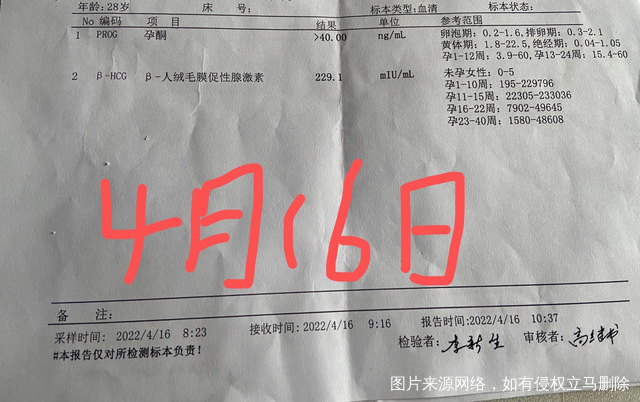 年龄:28岁 床 号: 标本类型:血清 标本状态:
No 编码 项 目 结果 单位 参考范围
1 PROG 孕酮 >40.00 ng/mL 卵泡期: 0.2-1.6,排卵期: 0.3-2.1
黄体期: 1.8-22.5,绝经期: 0.04-1.05
孕1-12周: 3.9-60,孕13-24周: 15.4-60
2 β-HCG β-人绒毛膜促性腺激素 229.1 mIU/mL 未孕女性: 0-5
孕1-10周: 195-229796
孕11-15周: 22305-233036
孕16-22周: 7902-49645
孕23-40周: 1580-48608
4月16日
备 注:
采样时间: 2022/4/16 8:23 接收时间: 2022/4/16 9:16 报告时间:2022/4/16 10:37
#本报告仅对所检测标本负责! 检验者: 审核者:
图片来源网络，如有侵权立马删除